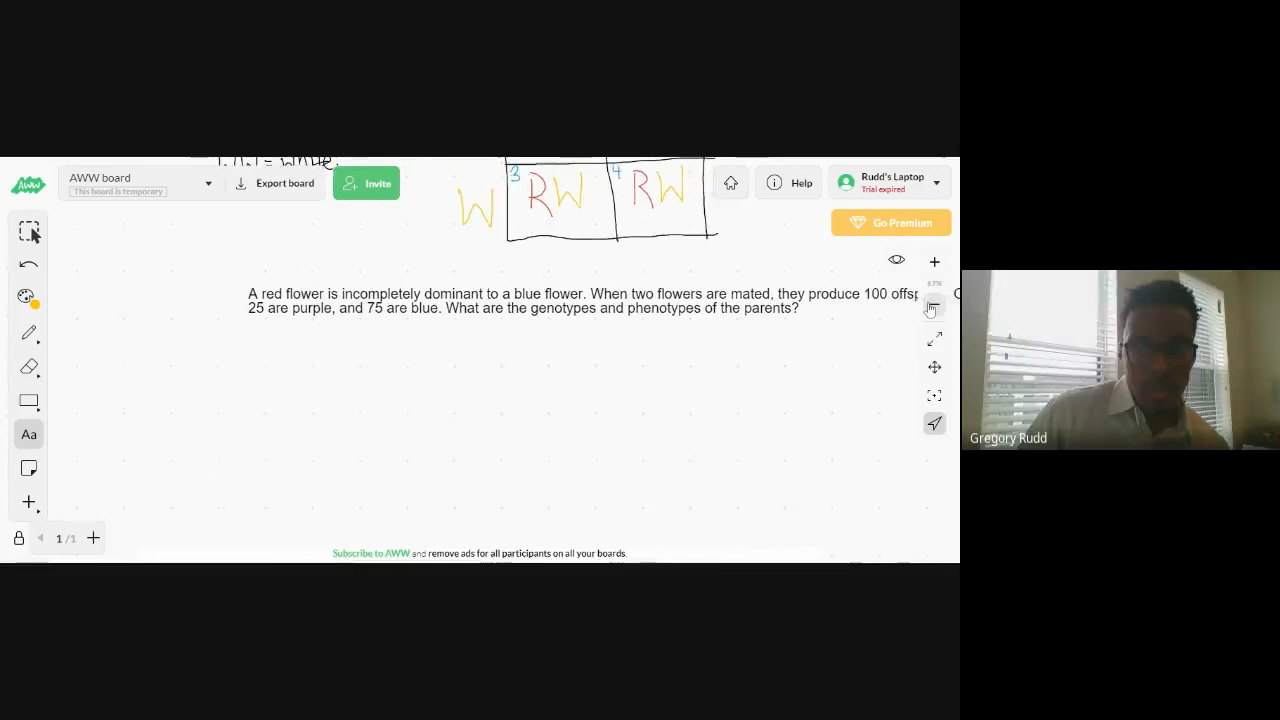 = white.
AWW board
This board is temporary
Export board
Invite
Help
Rudd's Laptop
Trial expired
Go Premium
3 RW 4 RW
W
A red flower is incompletely dominant to a blue flower. When two flowers are mated, they produce 100
25 are purple, and 75 are blue. What are the genotypes and phenotypes of the parents?
Aa
Gregory Rudd
1 /1
Subscribe to AWW and remove ads for all participants on all your boards.